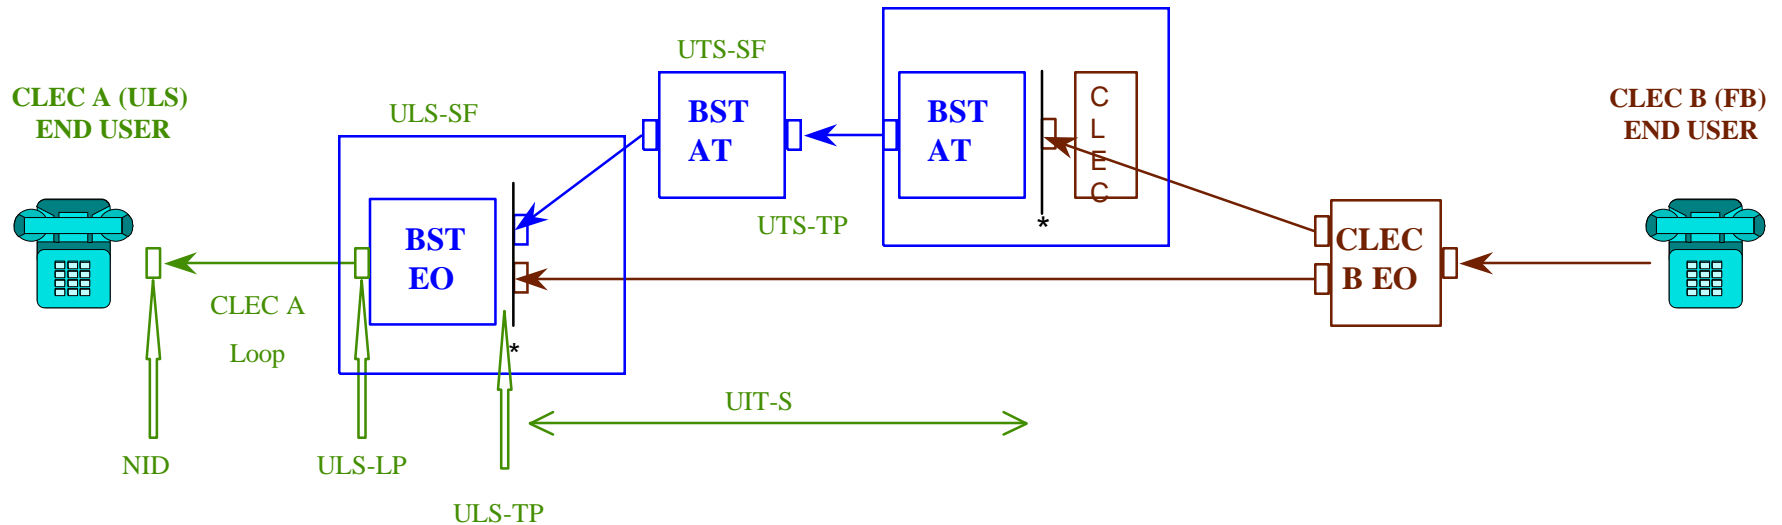 UTS-SF
CLEC A (ULS)
END USER
ULS-SF
BST
AT
BST
AT
C
L
E
C
CLEC B (FB)
END USER
UTS-TP
*
BST
EO
CLEC
B EO
CLEC A
Loop
*
UIT-S
NID
ULS-LP
ULS-TP